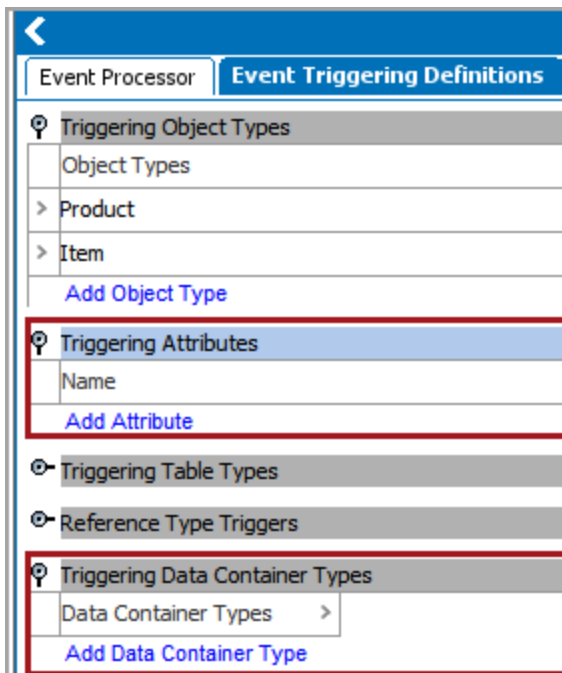 Event Processor Event Triggering Definitions
Triggering Object Types
Object Types
Product
Item
Add Object Type
Triggering Attributes
Name
Add Attribute
Triggering Table Types
Reference Type Triggers
Triggering Data Container Types
Data Container Types
Add Data Container Type